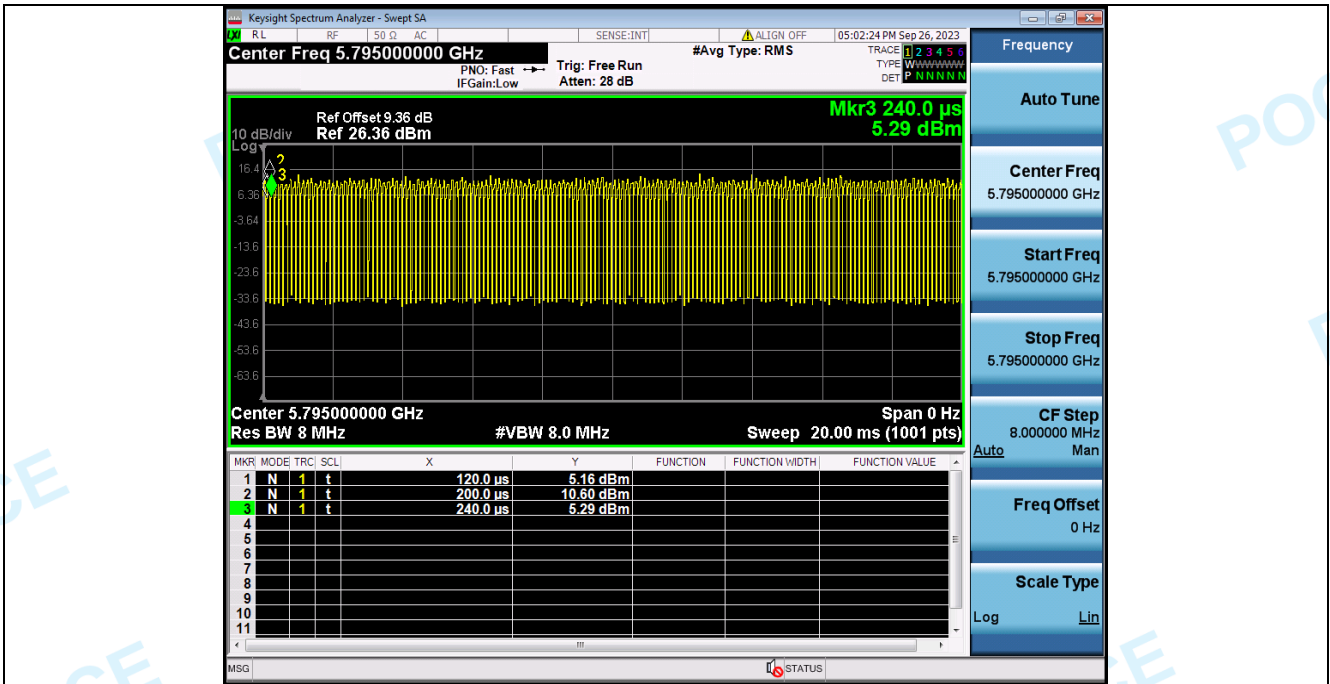 Keysight Spectrum Analyzer - Swept SA
LXI RL RF 50 Ω AC SENSE:INT ALIGN OFF 05:02:24 PM Sep 26, 2023
Center Freq 5.795000000 GHz
PNO: Fast
IFGain:Low
Trig: Free Run
Atten: 28 dB
#Avg Type: RMS
TRACE 1 2 3 4 5 6
TYPE WWWWWW
DET P N N N N N
Mkr3 240.0 µs
5.29 dBm
Ref Offset 9.36 dB
10 dB/div Ref 26.36 dBm
Log
16.4
6.36
-3.64
-13.6
-23.6
-33.6
-43.6
-53.6
-63.6
2
3
Center 5.795000000 GHz Span 0 Hz
Res BW 8 MHz #VBW 8.0 MHz Sweep 20.00 ms (1001 pts)
MKR MODE TRC SCL X Y FUNCTION FUNCTION WIDTH FUNCTION VALUE
1 N 1 t 120.0 µs 5.16 dBm
2 N 1 t 200.0 µs 10.60 dBm
3 N 1 t 240.0 µs 5.29 dBm
4
5
6
7
8
9
10
11
MSG STATUS
Frequency
Auto Tune
Center Freq
5.795000000 GHz
Start Freq
5.795000000 GHz
Stop Freq
5.795000000 GHz
CF Step
8.000000 MHz
Auto Man
Freq Offset
0 Hz
Scale Type
Log Lin